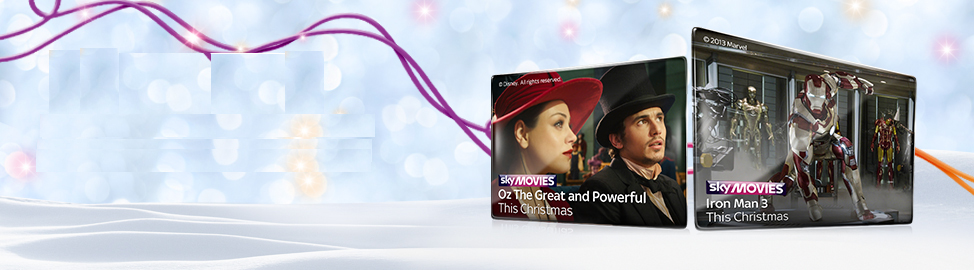 © Disney. All rights reserved.
sky MOVIES
Oz The Great and Powerful
This Christmas
© 2013 Marvel
sky MOVIES
Iron Man 3
This Christmas